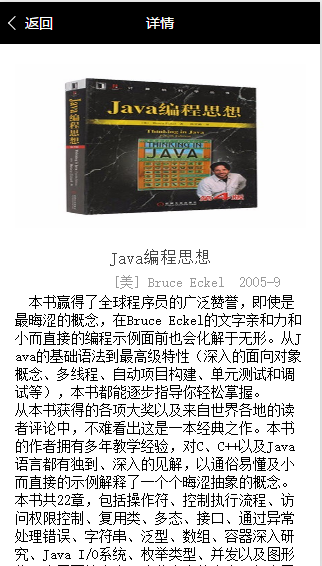 返回
详情
Java编程思想
Thinking in Java
THINKING IN
JAVA
Java编程思想
第4版
Java编程思想
[美] Bruce Eckel 2005-9
本书赢得了全球程序员的广泛赞誉，即使是
最晦涩的概念，在Bruce Eckel的文字亲和力和
小而直接的编程示例面前也会化解于无形。从J
ava的基础语法到最高级特性（深入的面向对象
概念、多线程、自动项目构建、单元测试和调
试等），本书都能逐步指导你轻松掌握。
从本书获得的各项大奖以及来自世界各地的读
者评论中，不难看出这是一本经典之作。本书
的作者拥有多年教学经验，对C、C++以及Java
语言都有独到、深入的见解，以通俗易懂及小
而直接的示例解释了一个个晦涩抽象的概念。
本书共22章，包括操作符、控制执行流程、访
问权限控制、复用类、多态、接口、通过异常
处理错误、字符串、泛型、数组、容器深入研
究、Java I/O系统、枚举类型、并发以及图形